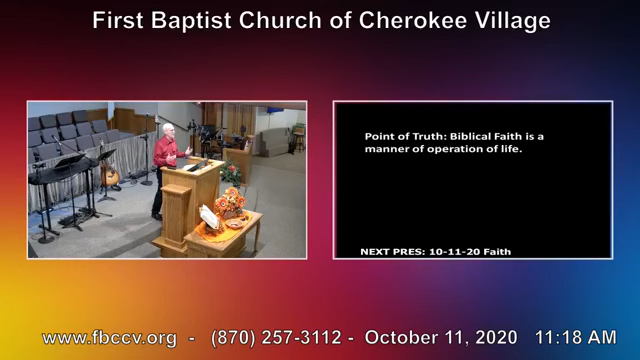 First Baptist Church of Cherokee Village
Point of Truth: Biblical Faith is a
manner of operation of life.
NEXT PRES: 10-11-20 Faith
www.fbccv.org - (870) 257-3112 - October 11, 2020 11:18 AM